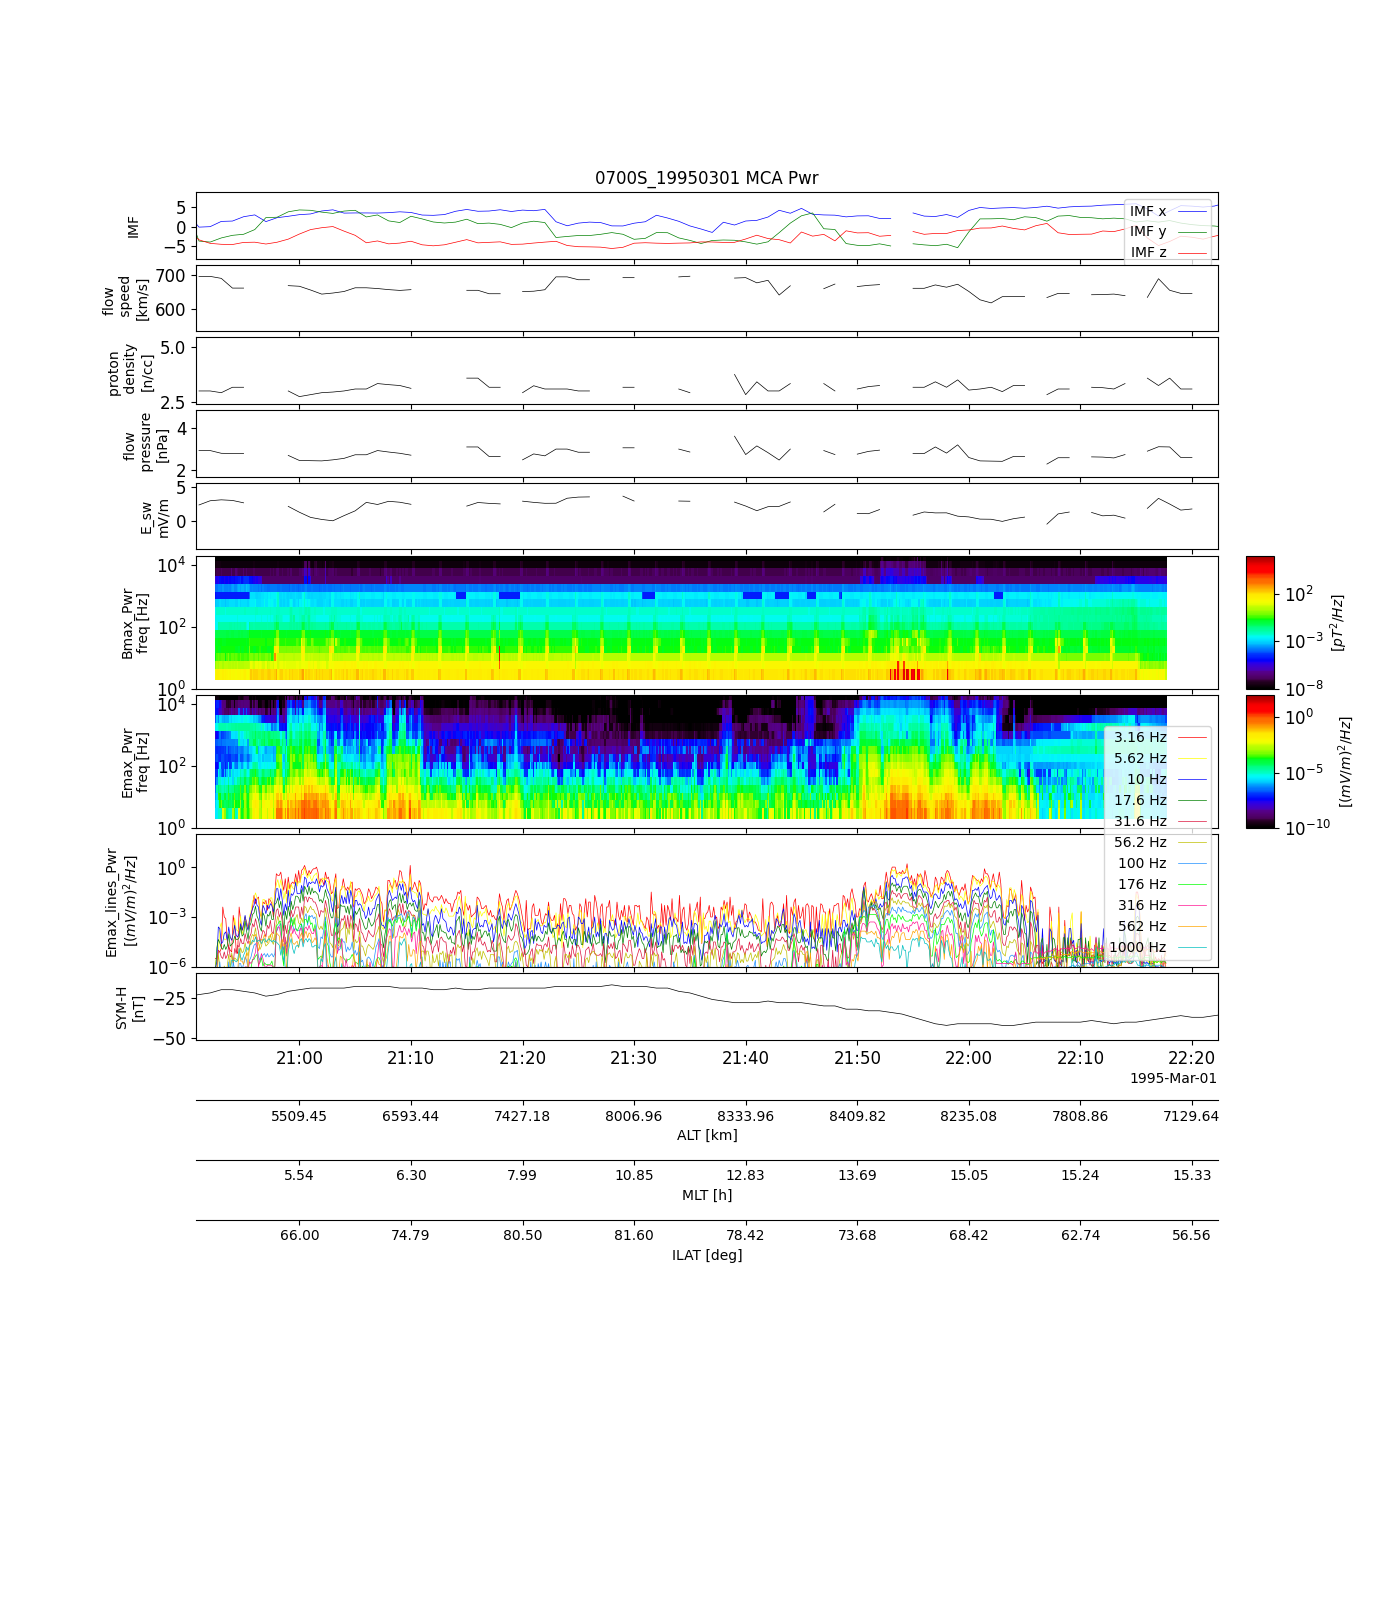 0700S_19950301 MCA Pwr
5
0
−5
IMF
IMF x
IMF y
IMF z
700
600
flow
speed
[km/s]
5.0
2.5
proton
density
[n/cc]
4
2
flow
pressure
[nPa]
5
0
E_sw
mV/m
10^4
10^2
10^0
Bmax_Pwr
freq [Hz]
10^2
10^−3
10^−8
[pT^2/Hz]
10^4
10^2
10^0
Emax_Pwr
freq [Hz]
10^0
10^−5
10^−10
[(mV/m)^2/Hz]
3.16 Hz
5.62 Hz
10 Hz
17.6 Hz
31.6 Hz
56.2 Hz
100 Hz
176 Hz
316 Hz
562 Hz
1000 Hz
10^0
10^−3
10^−6
Emax_lines_Pwr
[(mV/m)^2/Hz]
−25
−50
SYM-H
[nT]
21:00 21:10 21:20 21:30 21:40 21:50 22:00 22:10 22:20
1995-Mar-01
5509.45 6593.44 7427.18 8006.96 8333.96 8409.82 8235.08 7808.86 7129.64
ALT [km]
5.54 6.30 7.99 10.85 12.83 13.69 15.05 15.24 15.33
MLT [h]
66.00 74.79 80.50 81.60 78.42 73.68 68.42 62.74 56.56
ILAT [deg]